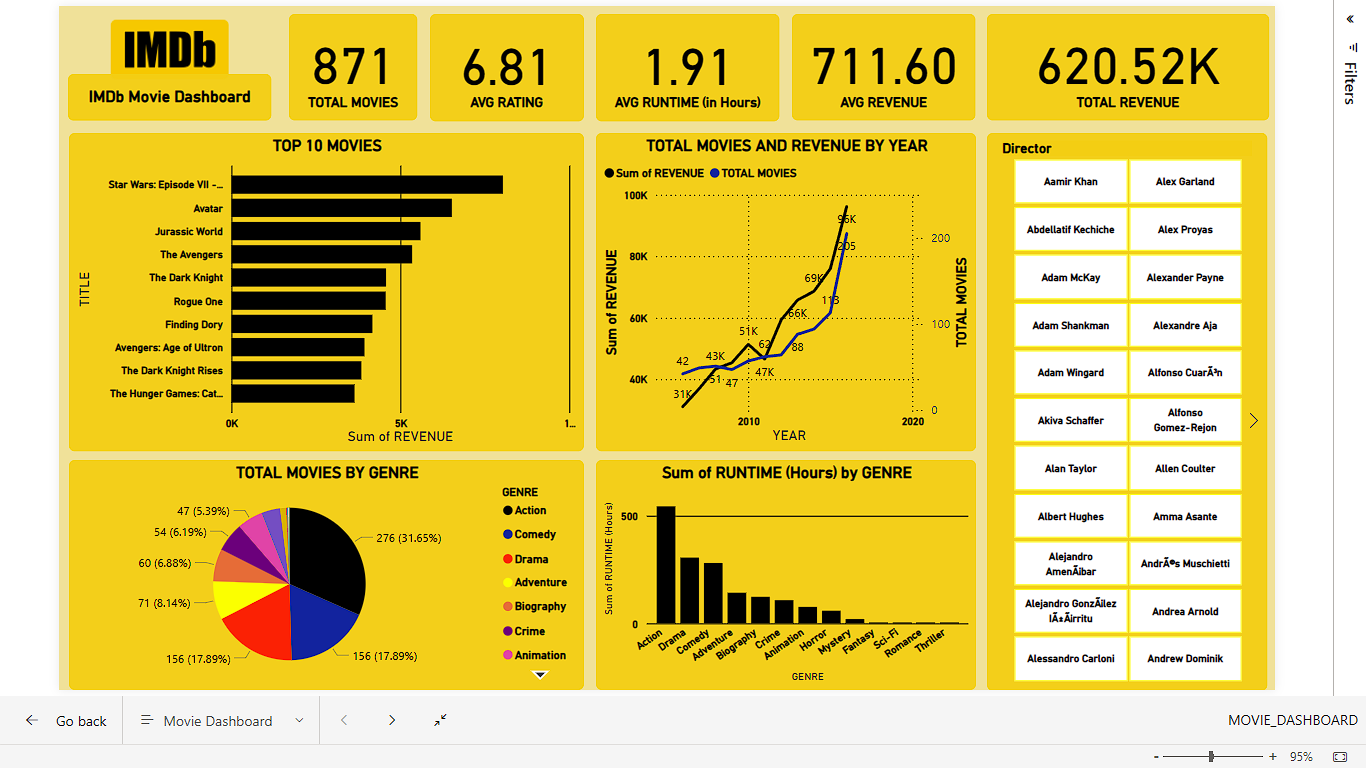 IMDb
IMDb Movie Dashboard
871
TOTAL MOVIES
6.81
AVG RATING
1.91
AVG RUNTIME (in Hours)
711.60
AVG REVENUE
620.52K
TOTAL REVENUE
Filters
TOP 10 MOVIES
TITLE
Star Wars: Episode VII -...
Avatar
Jurassic World
The Avengers
The Dark Knight
Rogue One
Finding Dory
Avengers: Age of Ultron
The Dark Knight Rises
The Hunger Games: Cat...
0K
5K
1...
Sum of REVENUE
TOTAL MOVIES AND REVENUE BY YEAR
Sum of REVENUE
TOTAL MOVIES
Sum of REVENUE
100K
80K
60K
40K
42
31K
43K
51
47
51K
62
47K
66K
88
69K
113
96K
205
200
100
0
TOTAL MOVIES
2010
2020
YEAR
Director
Aamir Khan
Alex Garland
Abdellatif Kechiche
Alex Proyas
Adam McKay
Alexander Payne
Adam Shankman
Alexandre Aja
Adam Wingard
Alfonso CuarÃ³n
Akiva Schaffer
Alfonso
Gomez-Rejon
Alan Taylor
Allen Coulter
Albert Hughes
Amma Asante
Alejandro
AndrÃ©s Muschietti
Andrea Arnold
Alessandro Carloni
Andrew Dominik
TOTAL MOVIES BY GENRE
47 (5.39%)
54 (6.19%)
60 (6.88%)
71 (8.14%)
156 (17.89%)
156 (17.89%)
276 (31.65%)
GENRE
Action
Comedy
Drama
Adventure
Biography
Crime
Animation
Sum of RUNTIME (Hours) by GENRE
Sum of RUNTIME (Hours)
500
0
Action
Drama
Comedy
Adventure
Biography
Crime
Animation
Horror
Mystery
Fantasy
Sci-Fi
Romance
Thriller
GENRE
Go back
Movie Dashboard
MOVIE_DASHBOARD
- + 95%